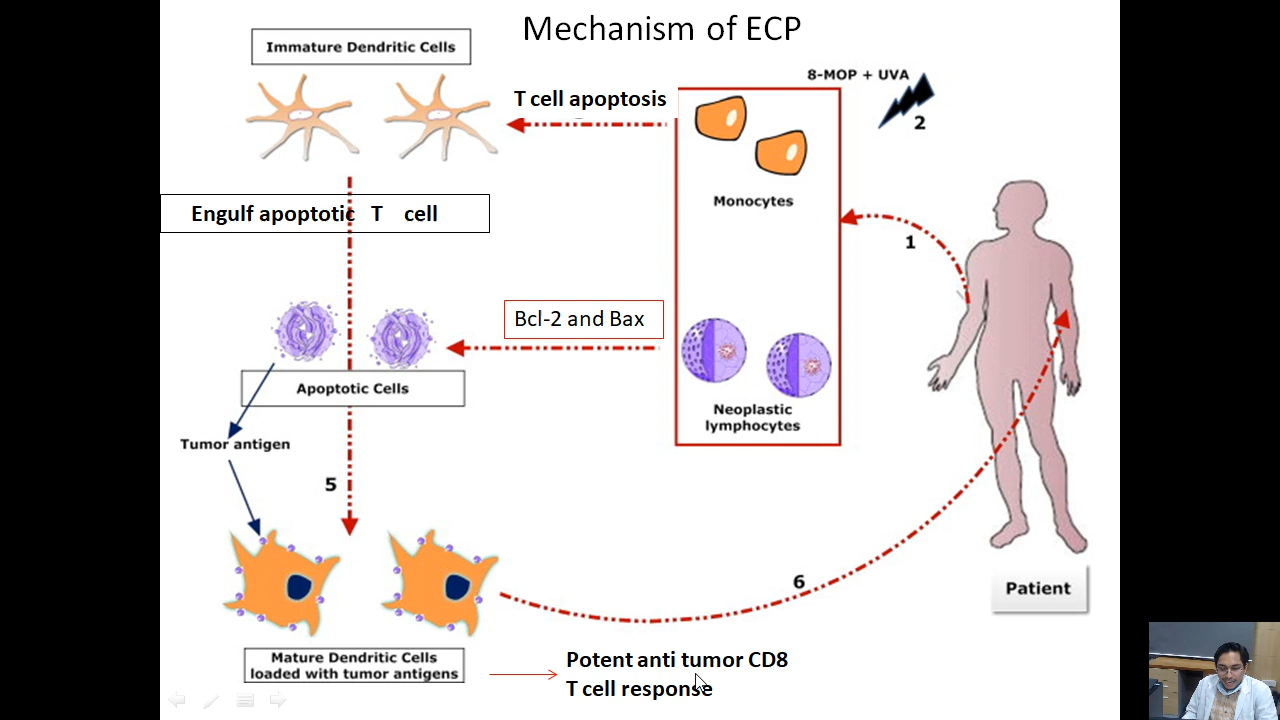 Mechanism of ECP
Immature Dendritic Cells
8-MOP + UVA
T cell apoptosis
2
Monocytes
Engulf apoptotic T cell
1
Bcl-2 and Bax
Apoptotic Cells
Neoplastic
lymphocytes
Tumor antigen
5
6
Patient
Mature Dendritic Cells
loaded with tumor antigens
Potent anti tumor CD8
T cell response